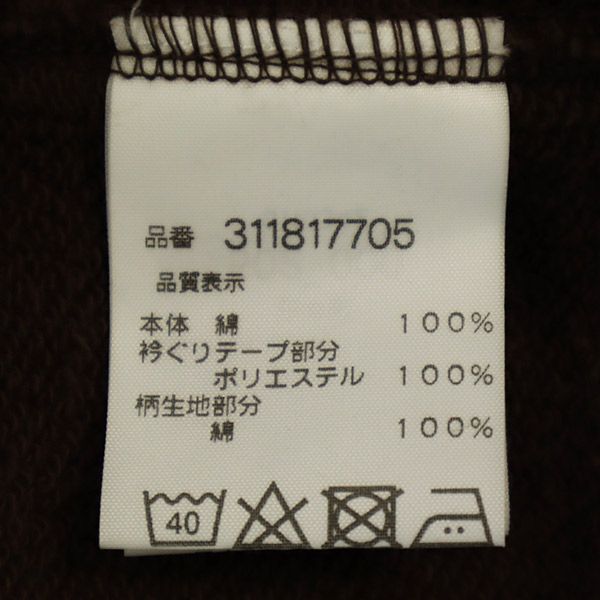 品番 311817705
品質表示
本体 綿 100%
衿ぐりテープ部分
ポリエステル 100%
柄生地部分
綿 100%
40